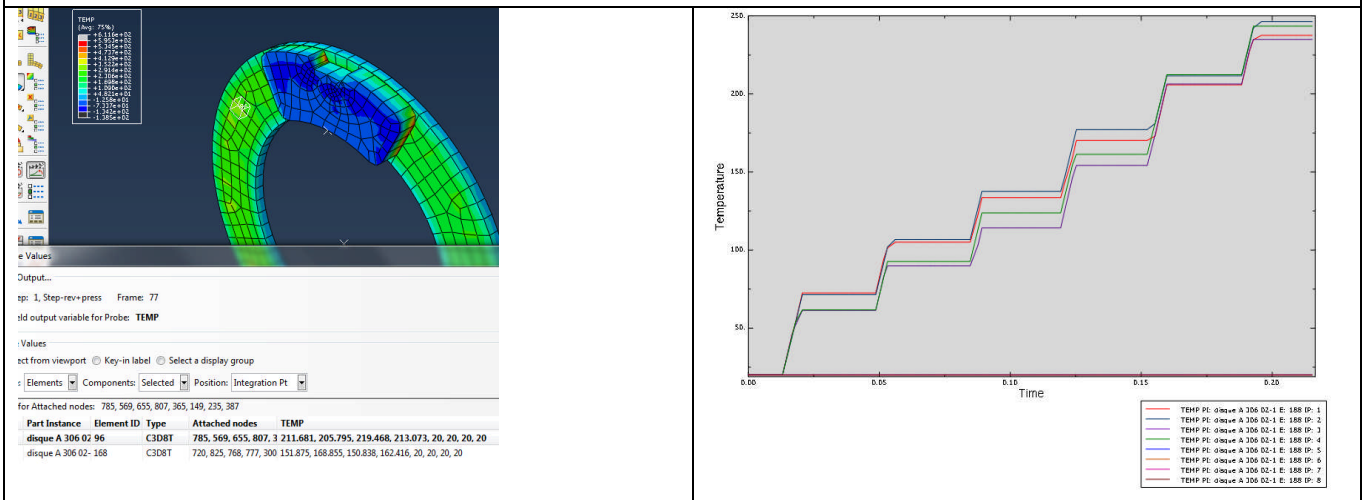 TEMP
(Avg: 75%)
+6.116e+02
+5.953e+02
+5.345e+02
+4.737e+02
+4.129e+02
+3.522e+02
+2.914e+02
+2.306e+02
+1.698e+02
+1.090e+02
+4.821e+01
-1.258e+01
-7.337e+01
-1.342e+02
-1.385e+02
e Values
Output...
ep: 1, Step-rev+press Frame: 77
eld output variable for Probe: TEMP
Values
ect from viewport Key-in label Select a display group
: Elements Components: Selected Position: Integration Pt
for Attached nodes: 785, 569, 655, 807, 365, 149, 235, 387
Part Instance Element ID Type Attached nodes TEMP
disque A 306 02 96 C3D8T 785, 569, 655, 807, 3 211.681, 205.795, 219.468, 213.073, 20, 20, 20, 20
disque A 306 02- 168 C3D8T 720, 825, 768, 777, 300 151.875, 168.855, 150.838, 162.416, 20, 20, 20, 20
250.
200.
150.
100.
50.
Temperature
0.00 0.05 0.10 0.15 0.20
Time
TEMP PI: disque A 306 02-1 E: 188 IP: 1
TEMP PI: disque A 306 02-1 E: 188 IP: 2
TEMP PI: disque A 306 02-1 E: 188 IP: 3
TEMP PI: disque A 306 02-1 E: 188 IP: 4
TEMP PI: disque A 306 02-1 E: 188 IP: 5
TEMP PI: disque A 306 02-1 E: 188 IP: 6
TEMP PI: disque A 306 02-1 E: 188 IP: 7
TEMP PI: disque A 306 02-1 E: 188 IP: 8